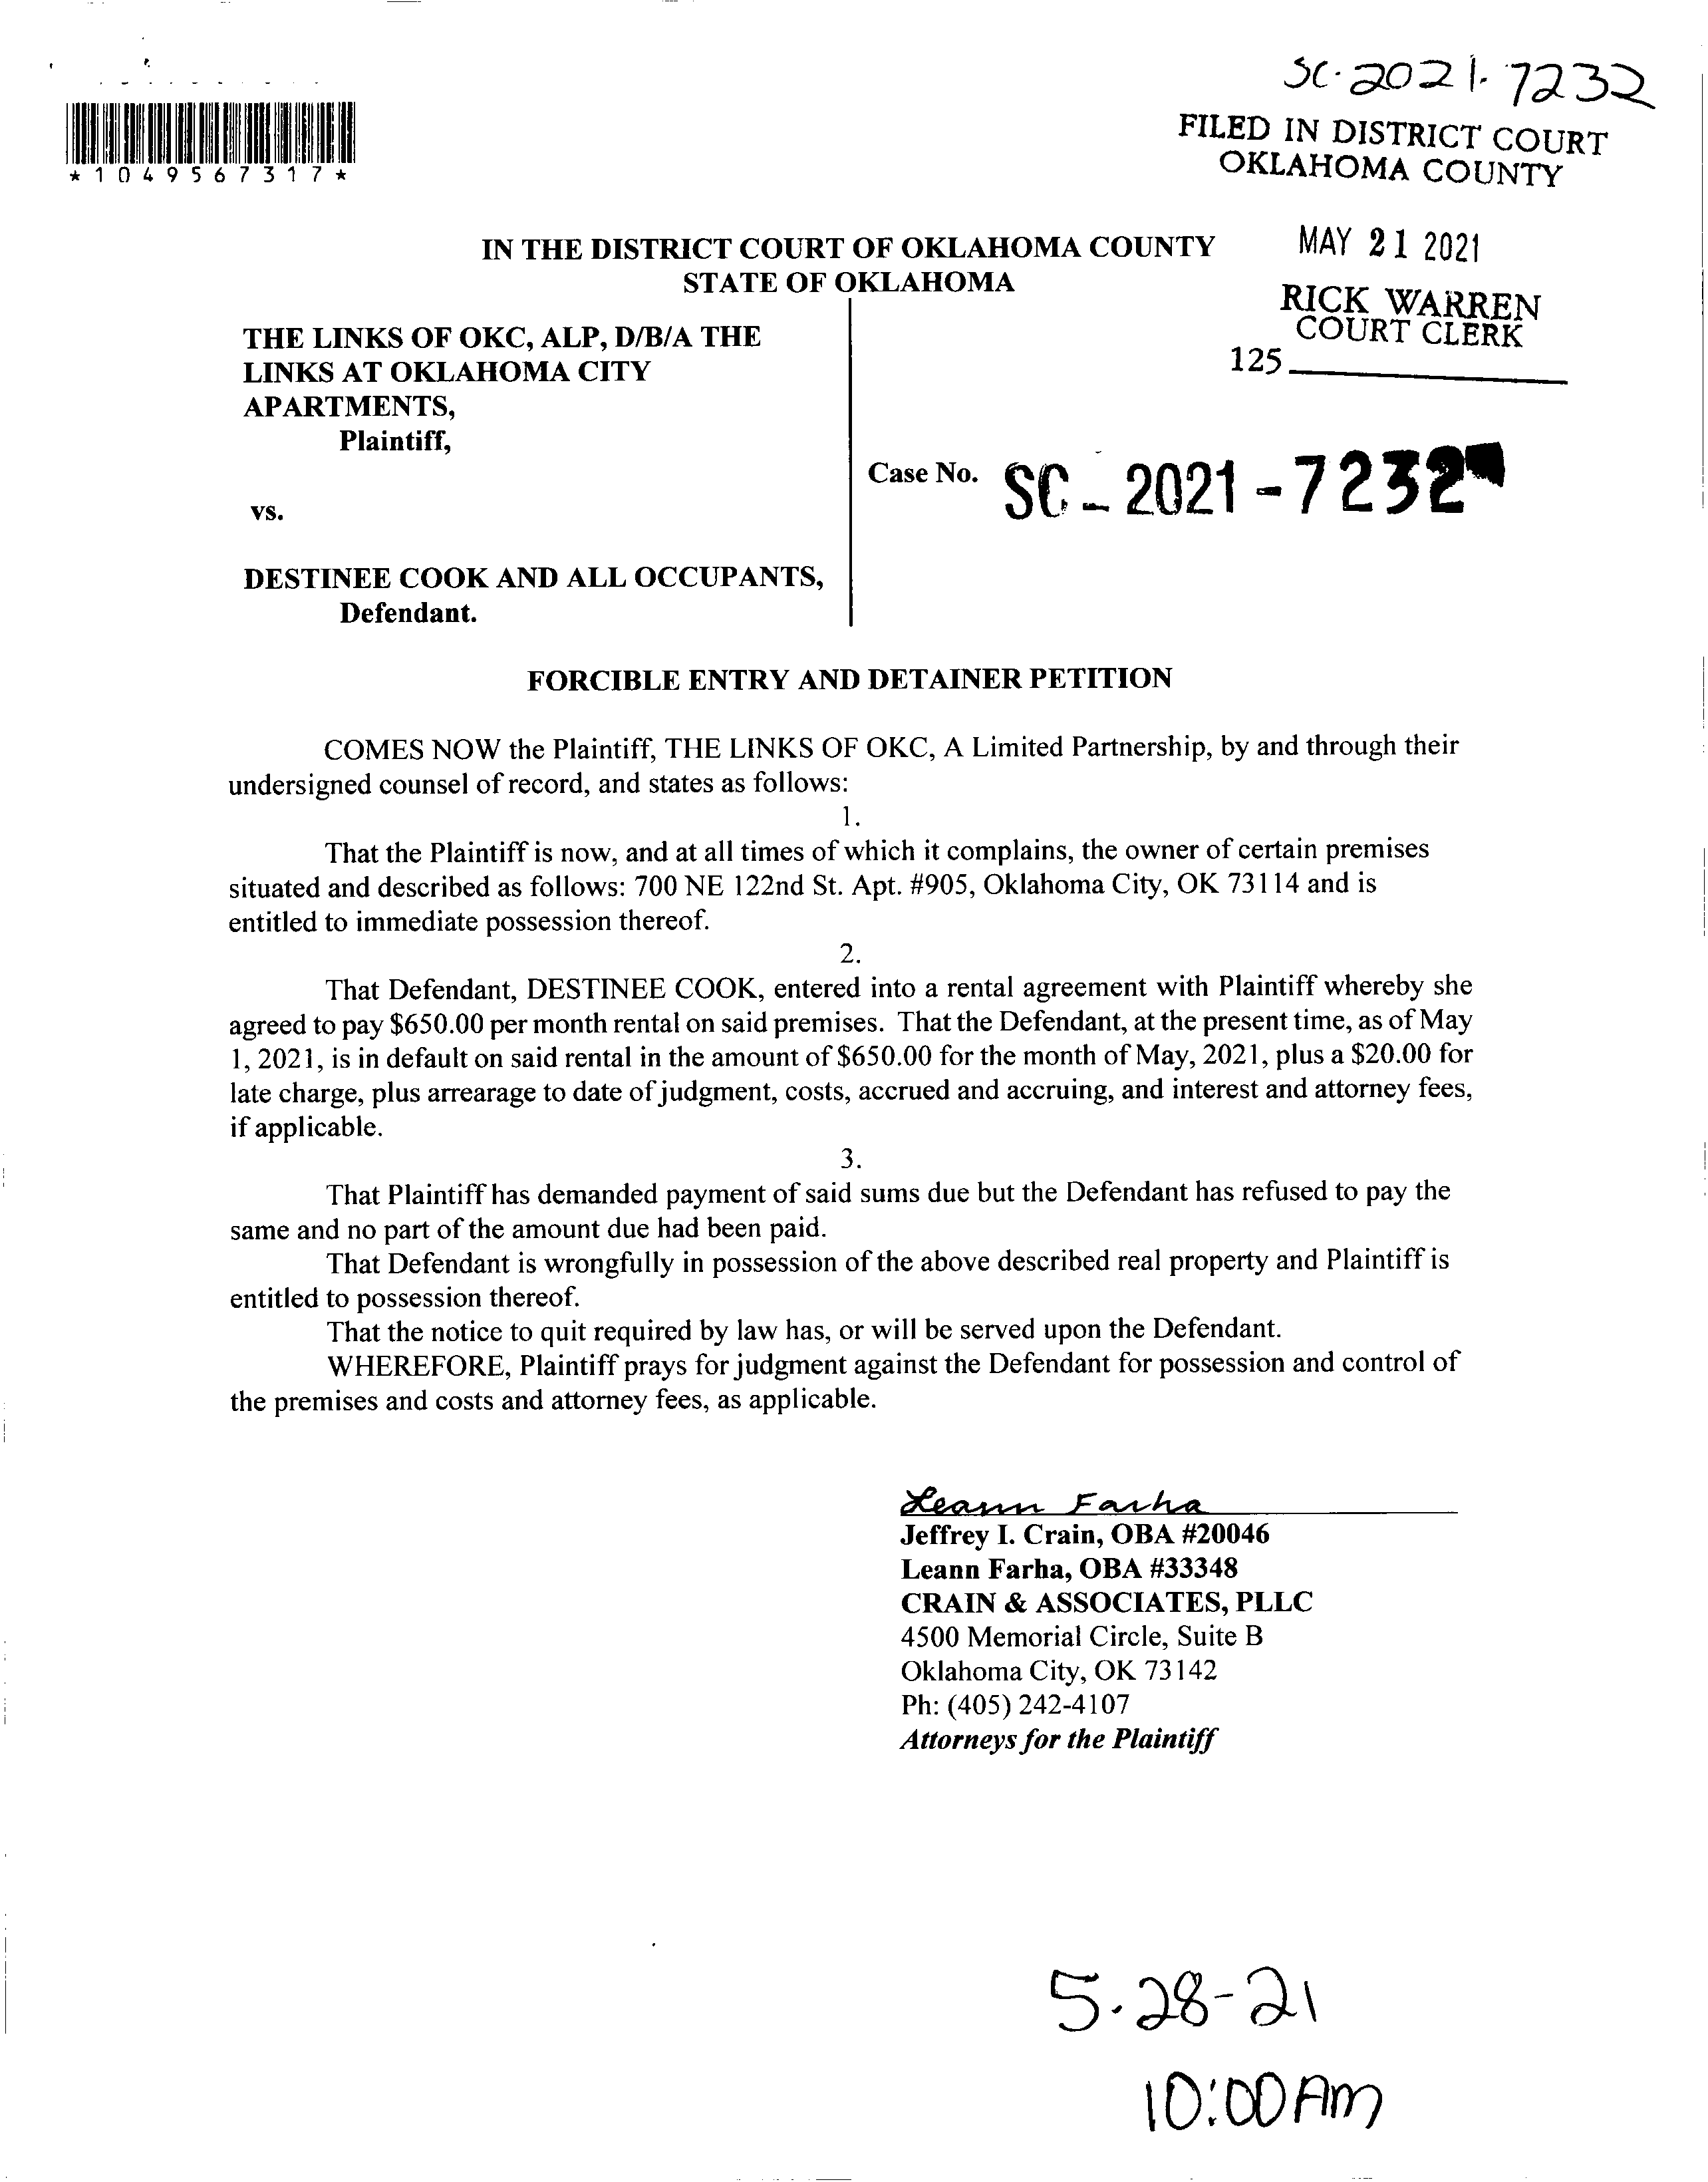 SC-2021-7232
FILED IN DISTRICT COURT
OKLAHOMA COUNTY
*1049567317*
MAY 21 2021
RICK WARREN
COURT CLERK
125
IN THE DISTRICT COURT OF OKLAHOMA COUNTY
STATE OF OKLAHOMA
THE LINKS OF OKC, ALP, D/B/A THE
LINKS AT OKLAHOMA CITY
APARTMENTS,
Plaintiff,
Case No. SC-2021-7232
vs.
DESTINEE COOK AND ALL OCCUPANTS,
Defendant.
FORCIBLE ENTRY AND DETAINER PETITION
COMES NOW the Plaintiff, THE LINKS OF OKC, A Limited Partnership, by and through their
undersigned counsel of record, and states as follows:
1.
That the Plaintiff is now, and at all times of which it complains, the owner of certain premises
situated and described as follows: 700 NE 122nd St. Apt. #905, Oklahoma City, OK 73114 and is
entitled to immediate possession thereof.
2.
That Defendant, DESTINEE COOK, entered into a rental agreement with Plaintiff whereby she
agreed to pay $650.00 per month rental on said premises. That the Defendant, at the present time, as of May
1, 2021, is in default on said rental in the amount of $650.00 for the month of May, 2021, plus a $20.00 for
late charge, plus arrearage to date of judgment, costs, accrued and accruing, and interest and attorney fees,
if applicable.
3.
That Plaintiff has demanded payment of said sums due but the Defendant has refused to pay the
same and no part of the amount due had been paid.
That Defendant is wrongfully in possession of the above described real property and Plaintiff is
entitled to possession thereof.
That the notice to quit required by law has, or will be served upon the Defendant.
WHEREFORE, Plaintiff prays for judgment against the Defendant for possession and control of
the premises and costs and attorney fees, as applicable.
Leann Farha
Jeffrey I. Crain, OBA #20046
Leann Farha, OBA #33348
CRAIN & ASSOCIATES, PLLC
4500 Memorial Circle, Suite B
Oklahoma City, OK 73142
Ph: (405) 242-4107
Attorneys for the Plaintiff
5-28-21
10:00 Am